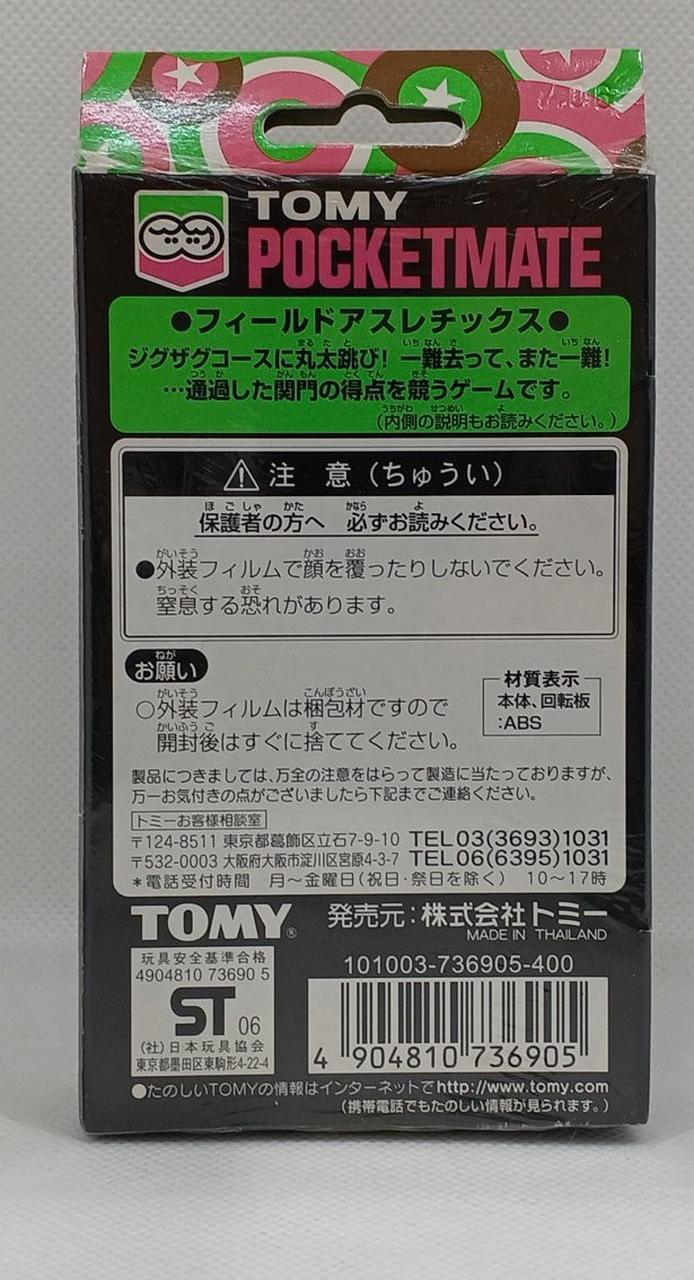 TOMY
POCKETMATE
●フィールドアスレチックス●
ジグザグコースに丸太跳び! 一難去って、また一難!
…通過した関門の得点を競うゲームです。
(内側の説明もお読みください。)
注 意(ちゅうい)
保護者の方へ 必ずお読みください。
●外装フィルムで顔を覆ったりしないでください。
窒息する恐れがあります。
お願い
○外装フィルムは梱包材ですので
開封後はすぐに捨ててください。
材質表示
本体、回転板
:ABS
製品につきましては、万全の注意をはらって製造に当たっておりますが、
万一お気付きの点がございましたら下記までご連絡ください。
トミーお客様相談室
〒124-8511 東京都葛飾区立石7-9-10 TEL03(3693)1031
〒532-0003 大阪府大阪市淀川区宮原4-3-7 TEL06(6395)1031
*電話受付時間 月~金曜日(祝日・祭日を除く) 10~17時
TOMY® 発売元:株式会社トミー
MADE IN THAILAND
玩具安全基準合格
4904810 73690 5
ST 06
(社)日本玩具協会
東京都墨田区東駒形4-22-4
101003-736905-400
4 904810 736905
●たのしいTOMYの情報はインターネットでhttp://www.tomy.com
(携帯電話でもたのしい情報が見られます。)